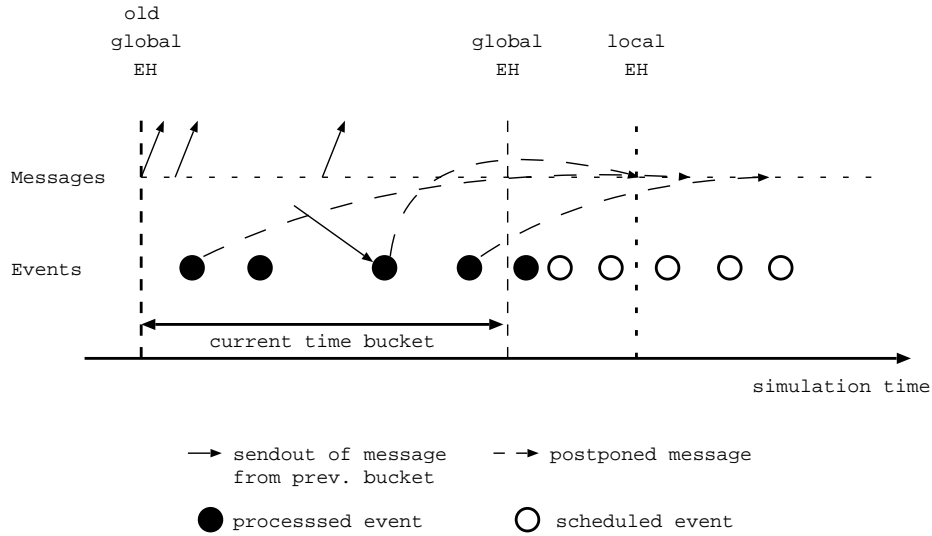 old
global
EH
global
EH
local
EH
Messages
Events
current time bucket
simulation time
sendout of message
from prev. bucket
postponed message
processsed event
scheduled event